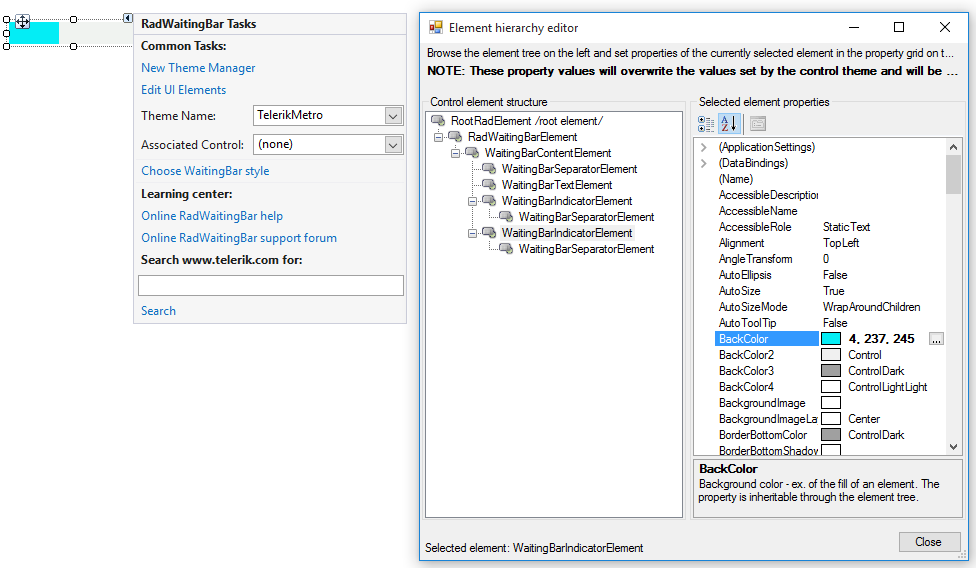 RadWaitingBar Tasks
Common Tasks:
New Theme Manager
Edit UI Elements
Theme Name: TelerikMetro
Associated Control: (none)
Choose WaitingBar style
Learning center:
Online RadWaitingBar help
Online RadWaitingBar support forum
Search www.telerik.com for:
Search
Element hierarchy editor
Browse the element tree on the left and set properties of the currently selected element in the property grid on t...
NOTE: These property values will overwrite the values set by the control theme and will be ...
Control element structure
RootRadElement /root element/
RadWaitingBarElement
WaitingBarContentElement
WaitingBarSeparatorElement
WaitingBarTextElement
WaitingBarIndicatorElement
WaitingBarSeparatorElement
WaitingBarIndicatorElement
WaitingBarSeparatorElement
Selected element properties
(ApplicationSettings)
(DataBindings)
(Name)
AccessibleDescription
AccessibleName
AccessibleRole StaticText
Alignment TopLeft
AngleTransform 0
AutoEllipsis False
AutoSize True
AutoSizeMode WrapAroundChildren
AutoToolTip False
BackColor 4, 237, 245 ...
BackColor2 Control
BackColor3 ControlDark
BackColor4 ControlLightLight
BackgroundImage
BackgroundImageLa Center
BorderBottomColor ControlDark
BorderBottomShadow
BackColor
Background color - ex. of the fill of an element. The
property is inheritable through the element tree.
Selected element: WaitingBarIndicatorElement
Close